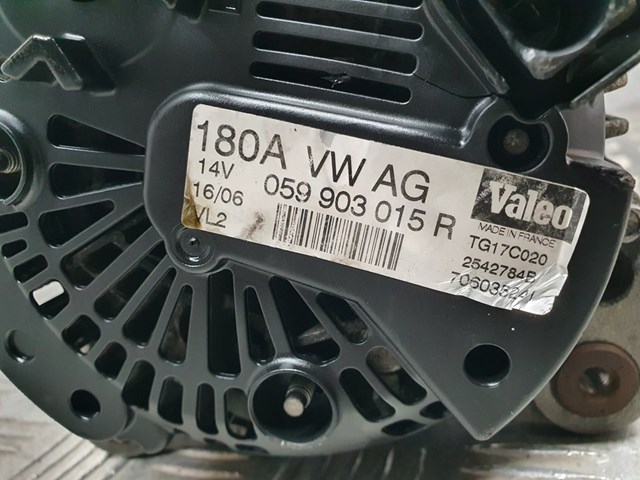 180A VW AG
14V
059 903 015 R
16/06
VL2
Valeo
MADE IN FRANCE
TG17C020
2542784B